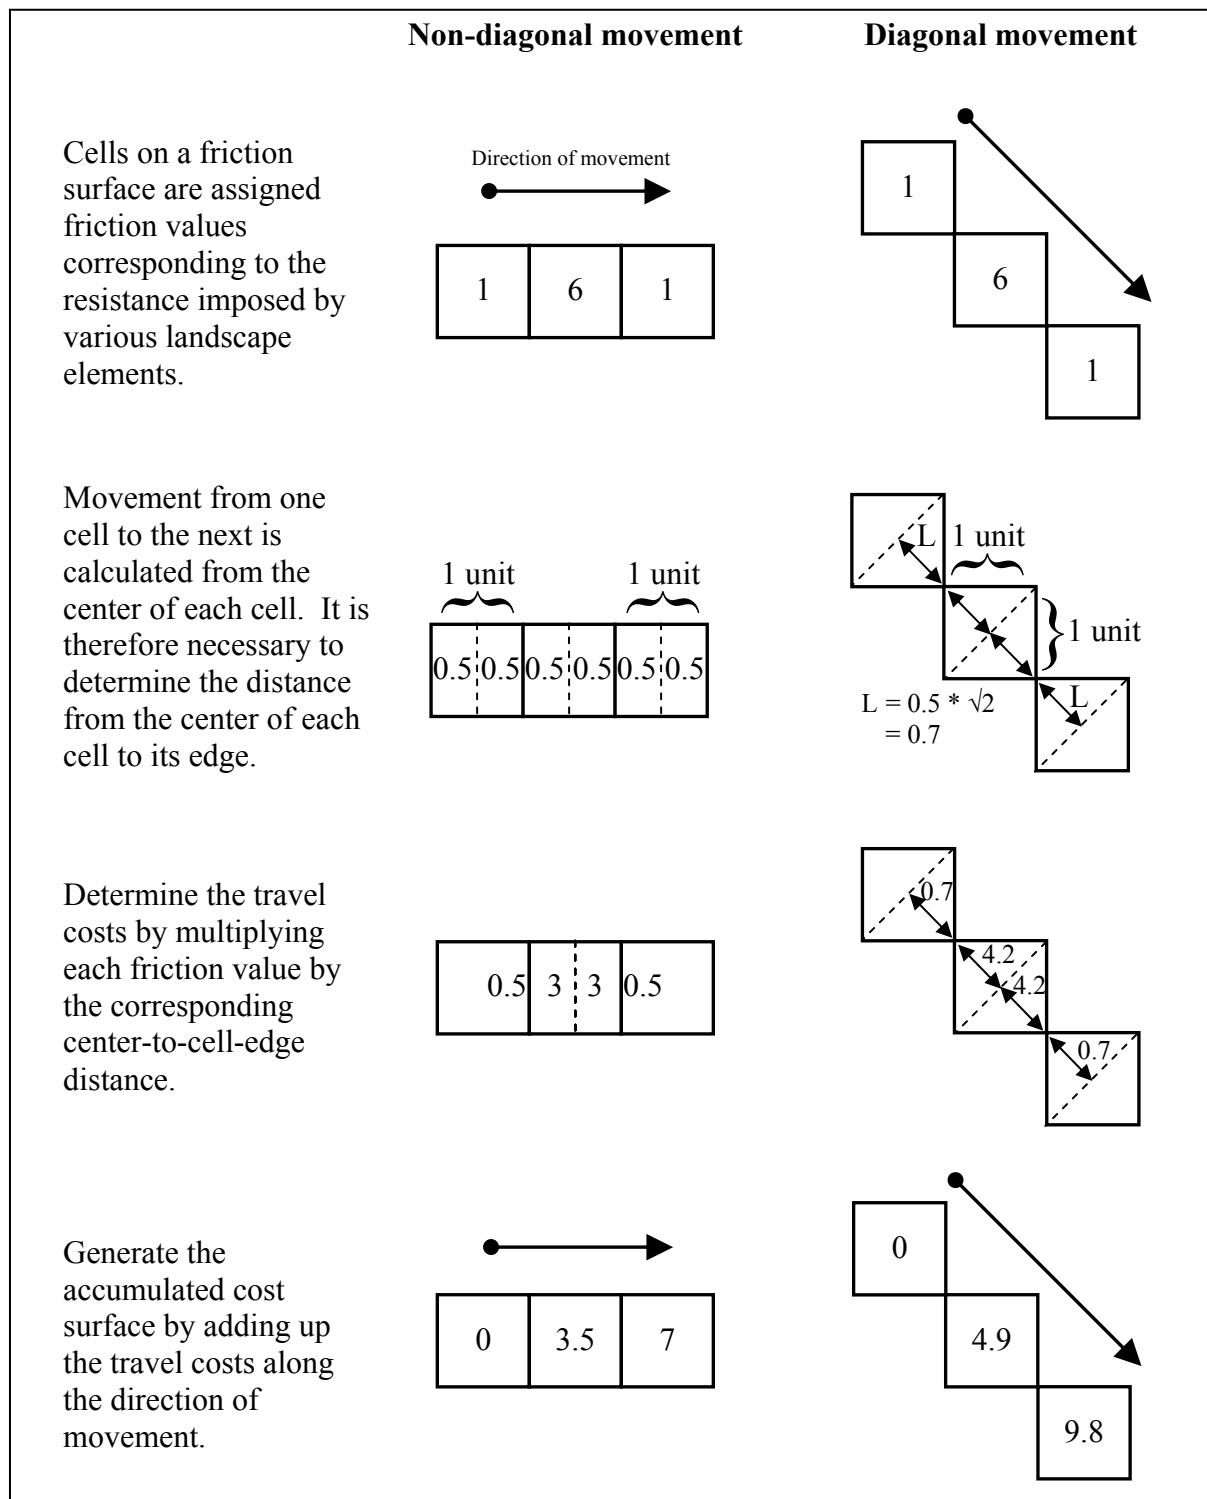 Non-diagonal movement
Diagonal movement
Cells on a friction
surface are assigned
friction values
corresponding to the
resistance imposed by
various landscape
elements.
Direction of movement
1 6 1
1
6
1
Movement from one
cell to the next is
calculated from the
center of each cell. It is
therefore necessary to
determine the distance
from the center of each
cell to its edge.
1 unit
1 unit
0.5 0.5 0.5 0.5 0.5 0.5
L
1 unit
1 unit
L = 0.5 * √2
= 0.7
L
Determine the travel
costs by multiplying
each friction value by
the corresponding
center-to-cell-edge
distance.
0.5 3 3 0.5
0.7
4.2
4.2
0.7
Generate the
accumulated cost
surface by adding up
the travel costs along
the direction of
movement.
0 3.5 7
0
4.9
9.8